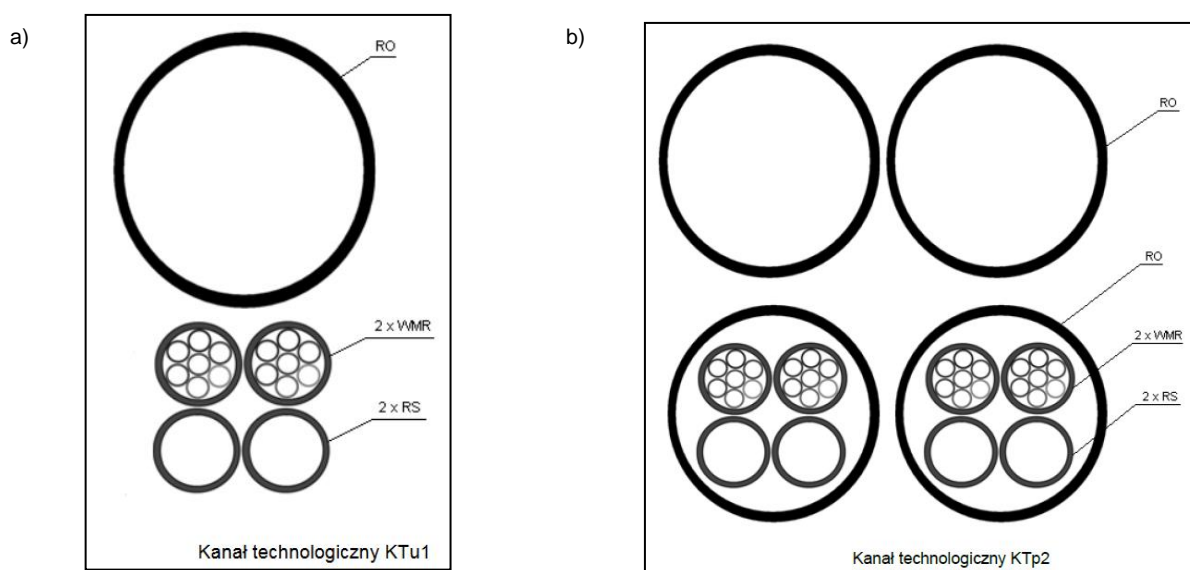 a)
RO
2 x WMR
2 x RS
Kanał technologiczny KTu1
b)
RO
RO
2 x WMR
2 x RS
Kanał technologiczny KTp2